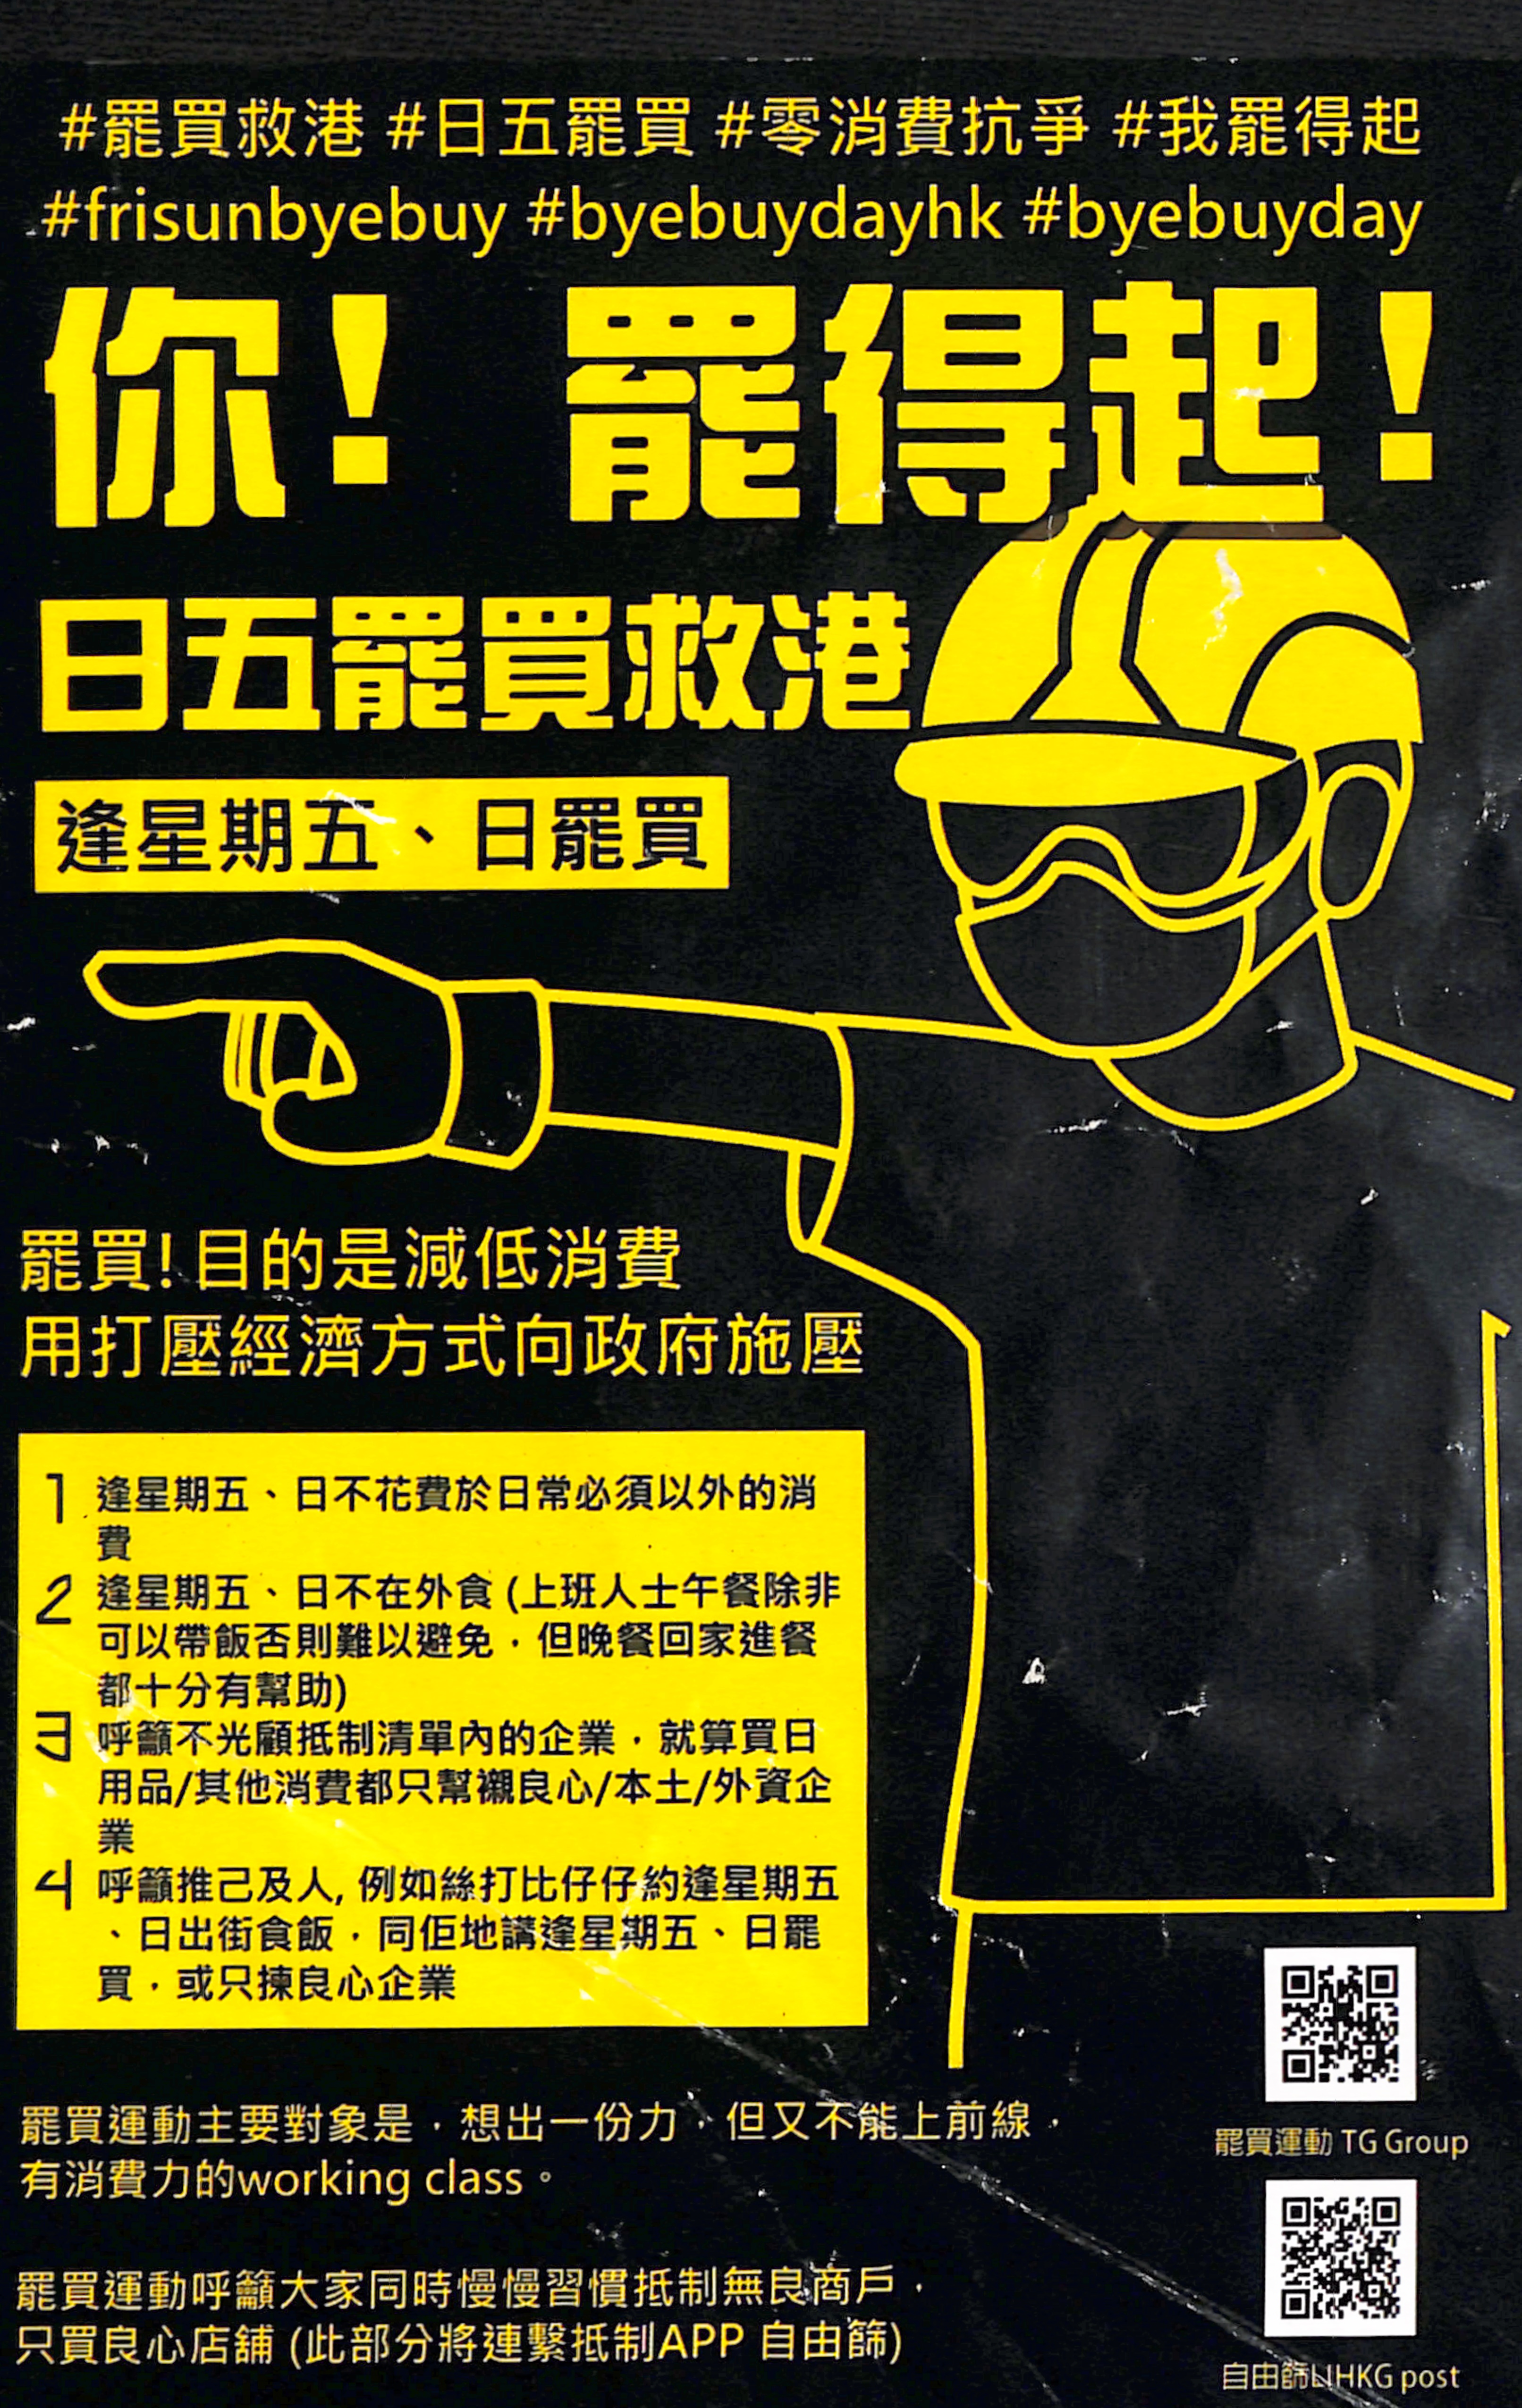 #罷買救港 #日五罷買 #零消費抗爭 #我罷得起
#frisunbyebuy #byebuydayhk #byebuyday
你! 罷得起!
日五罷買救港
逢星期五、日罷買
罷買! 目的是減低消費
用打壓經濟方式向政府施壓
1 逢星期五、日不花費於日常必須以外的消
費
2 逢星期五、日不在外食 (上班人士午餐除非
可以帶飯否則難以避免，但晚餐回家進餐
都十分有幫助)
3 呼籲不光顧抵制清單內的企業，就算買日
用品/其他消費都只幫襯良心/本土/外資企
業
4 呼籲推己及人, 例如絲打比仔仔約逢星期五
、日出街食飯，同佢地講逢星期五、日罷
買，或只揀良心企業
罷買運動主要對象是，想出一份力，但又不能上前線，
有消費力的working class。
罷買運動 TG Group
罷買運動呼籲大家同時慢慢習慣抵制無良商戶，
只買良心店舖 (此部分將連繫抵制APP 自由篩)
自由篩LIHKG post